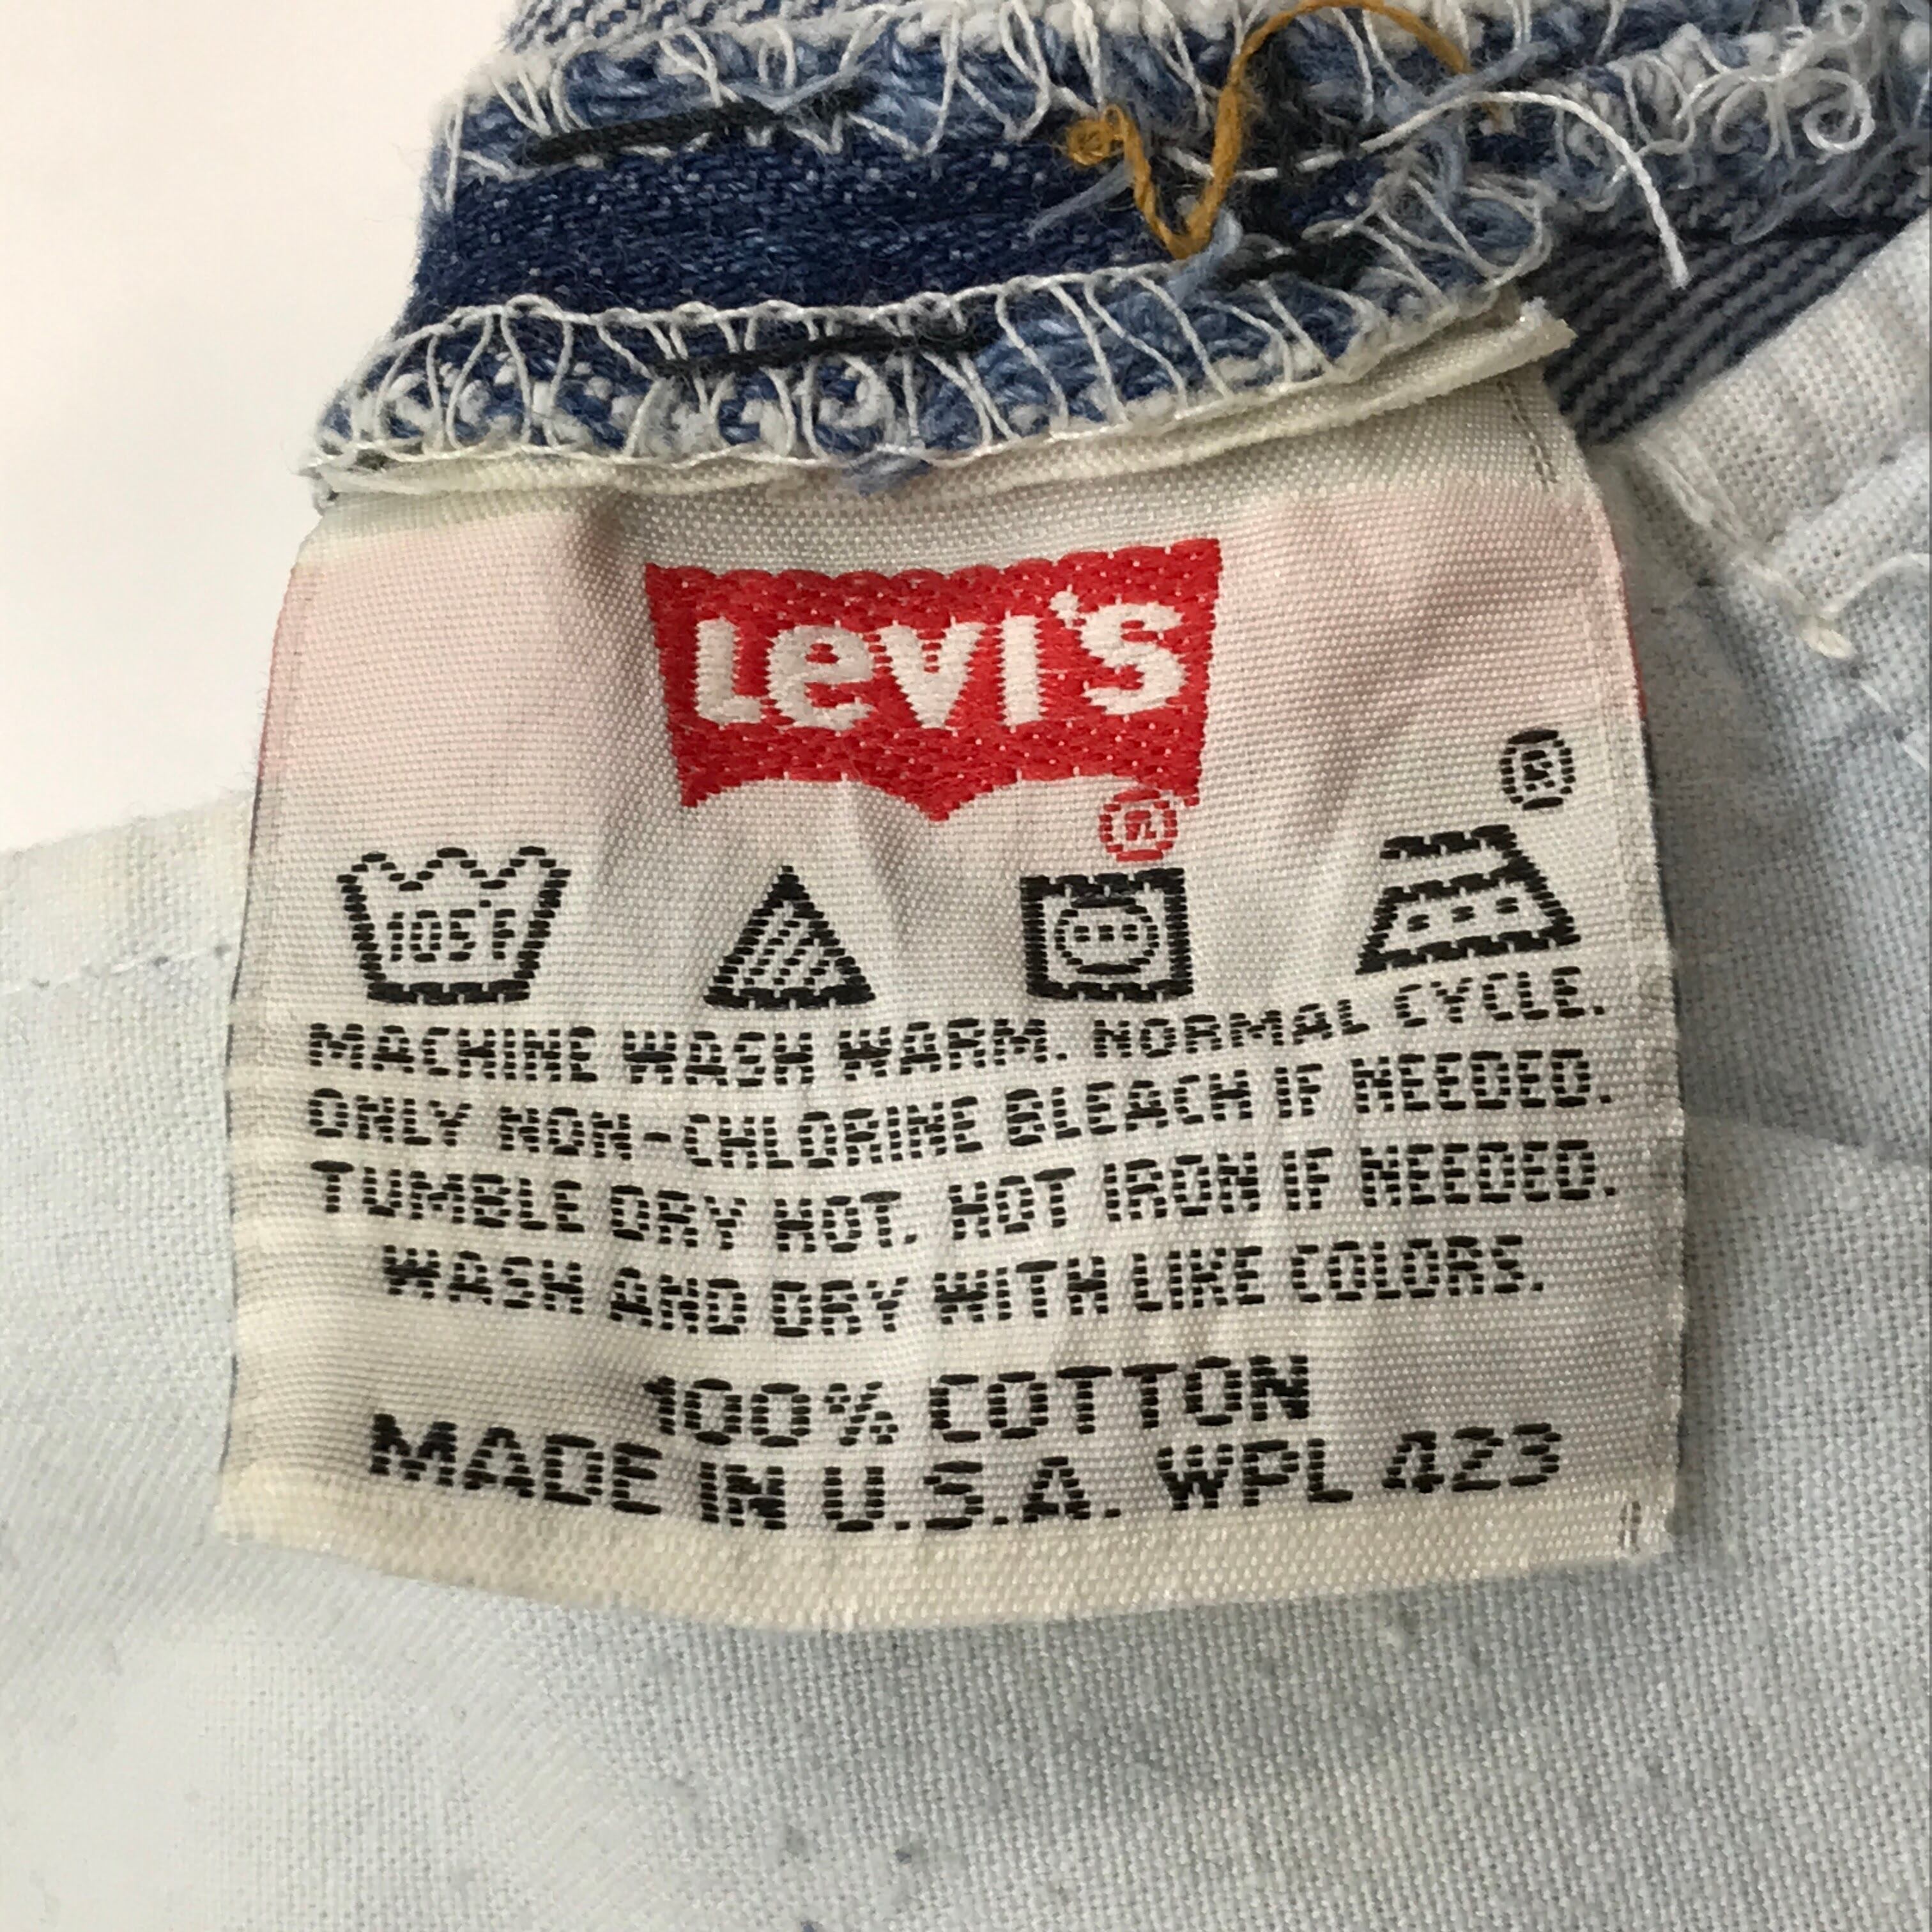 Levi's
®
®
105°F
MACHINE WASH WARM. NORMAL CYCLE.
ONLY NON-CHLORINE BLEACH IF NEEDED.
TUMBLE DRY HOT. HOT IRON IF NEEDED.
WASH AND DRY WITH LIKE COLORS.
100% COTTON
MADE IN U.S.A. WPL 423